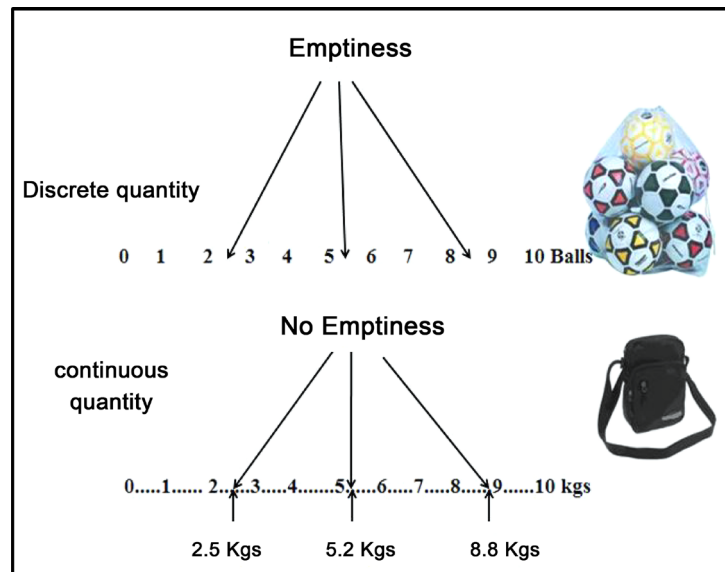 Emptiness
Discrete quantity
0 1 2 3 4 5 6 7 8 9 10 Balls
No Emptiness
continuous
quantity
0.....1...... 2......3.....4......5......6.....7.....8.....9......10 kgs
2.5 Kgs 5.2 Kgs 8.8 Kgs